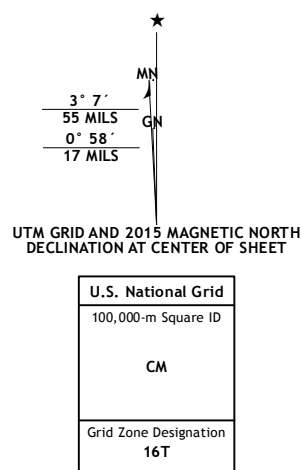 ★
MN
3° 7´
55 MILS
GN
0° 58´
17 MILS
UTM GRID AND 2015 MAGNETIC NORTH
DECLINATION AT CENTER OF SHEET
U.S. National Grid
100,000-m Square ID
CM
Grid Zone Designation
16T